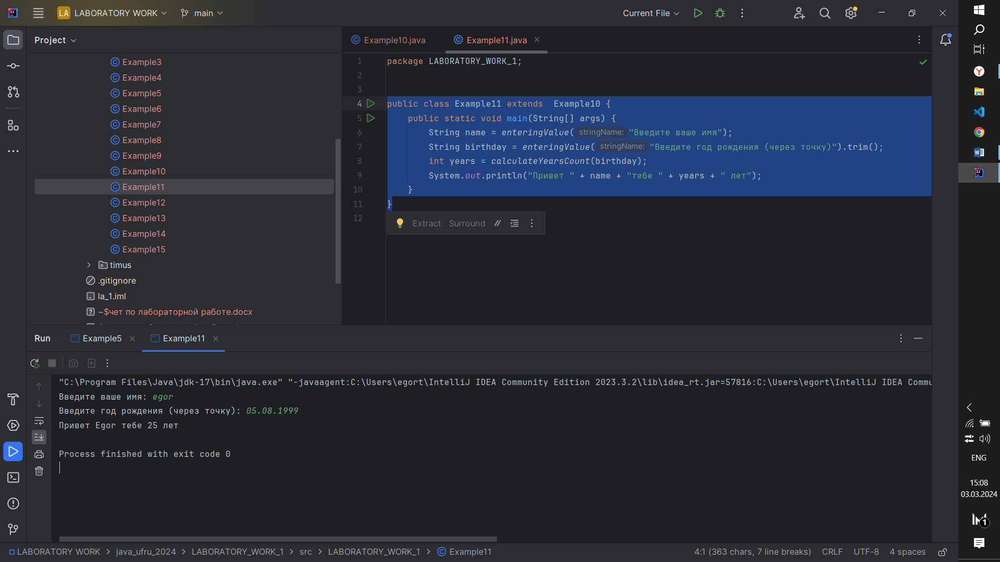 LA LABORATORY WORK main Current File
Project
Example3
Example4
Example5
Example6
Example7
Example8
Example9
Example10
Example11
Example12
Example13
Example14
Example15
timus
.gitignore
la_1.iml
~$чет по лабораторной работе.docx
Example10.java Example11.java
1 package LABORATORY_WORK_1;
2
3
4 public class Example11 extends  Example10 {
5 public static void main(String[] args) {
6 String name = enteringValue( stringName: "Введите ваше имя");
7 String birthday = enteringValue( stringName: "Введите год рождения (через точку)").trim();
8 int years = calculateYearsCount(birthday);
9 System.out.println("Привет " + name + "тебе " + years + " лет");
10 }
11 }
12
Extract Surround //
Run Example5 Example11
"C:\Program Files\Java\jdk-17\bin\java.exe" "-javaagent:C:\Users\egort\IntelliJ IDEA Community Edition 2023.3.2\lib\idea_rt.jar=57816:C:\Users\egort\IntelliJ IDEA Commu
Введите ваше имя: egor
Введите год рождения (через точку): 05.08.1999
Привет Egor тебе 25 лет
Process finished with exit code 0
LABORATORY WORK > java_ufru_2024 > LABORATORY_WORK_1 > src > LABORATORY_WORK_1 > Example11
4:1 (363 chars, 7 line breaks) CRLF UTF-8 4 spaces
ENG
15:08
03.03.2024
1